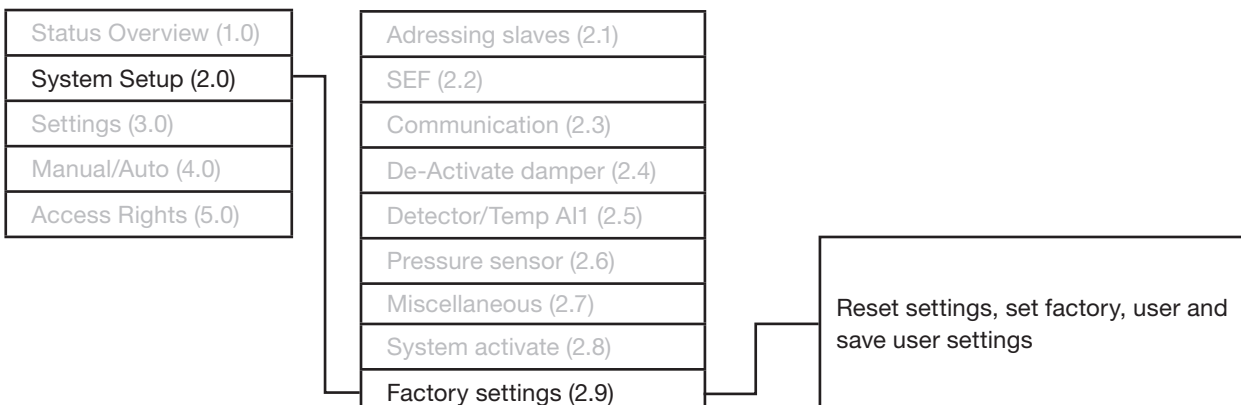 Status Overview (1.0)
System Setup (2.0)
Settings (3.0)
Manual/Auto (4.0)
Access Rights (5.0)
Adressing slaves (2.1)
SEF (2.2)
Communication (2.3)
De-Activate damper (2.4)
Detector/Temp AI1 (2.5)
Pressure sensor (2.6)
Miscellaneous (2.7)
System activate (2.8)
Factory settings (2.9)
Reset settings, set factory, user and
save user settings